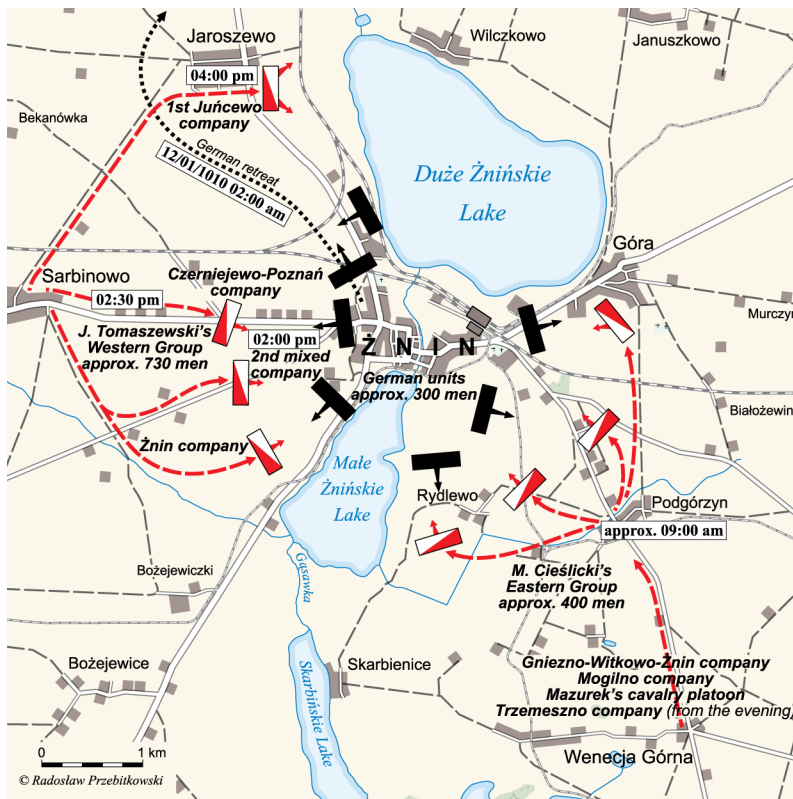 Jaroszewo
Wilczkowo
Januszkowo
04:00 pm
1st Juńcewo
company
Bekanówka
German retreat
12/01/1010 02:00 am
Duże Żnińskie
Lake
Góra
Sarbinowo
Czerniejewo-Poznań
company
02:30 pm
J. Tomaszewski's
Western Group
approx. 730 men
02:00 pm
2nd mixed
company
ŻNIN
German units
approx. 300 men
Murczyn
Białożewin
Żnin company
Małe
Żnińskie
Lake
Rydlewo
Podgórzyn
approx. 09:00 am
M. Cieślicki's
Eastern Group
approx. 400 men
Bożejewiczki
Gąsawka
Bożejewice
Skarbińskie Lake
Skarbienice
Gniezno-Witkowo-Żnin company
Mogilno company
Mazurek's cavalry platoon
Trzemeszno company (from the evening)
Wenecja Górna
0 1 km
© Radosław Przebitkowski